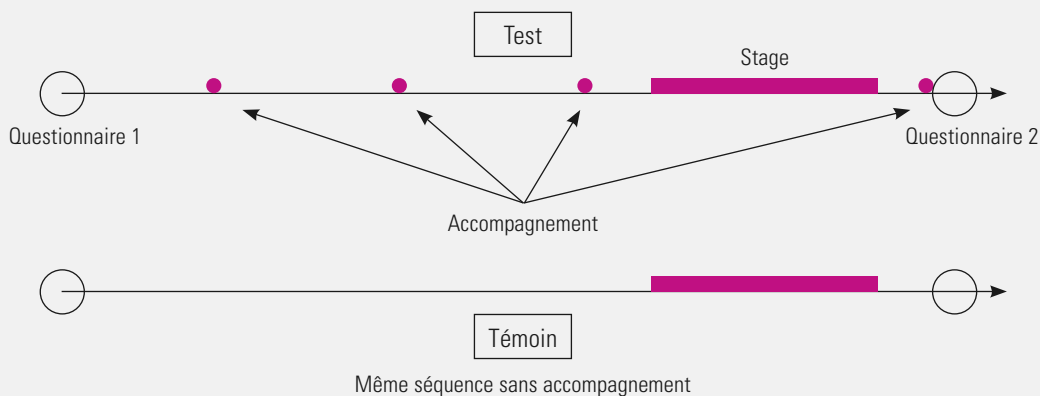 Test
Stage
Questionnaire 1
Questionnaire 2
Accompagnement
Témoin
Même séquence sans accompagnement